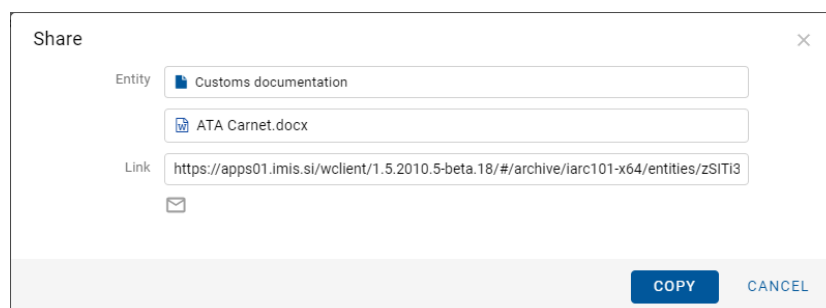 Share
Entity
Customs documentation
ATA Carnet.docx
Link
https://apps01.imis.si/wclient/1.5.2010.5-beta.18/#/archive/iarc101-x64/entities/zSITi3
COPY
CANCEL